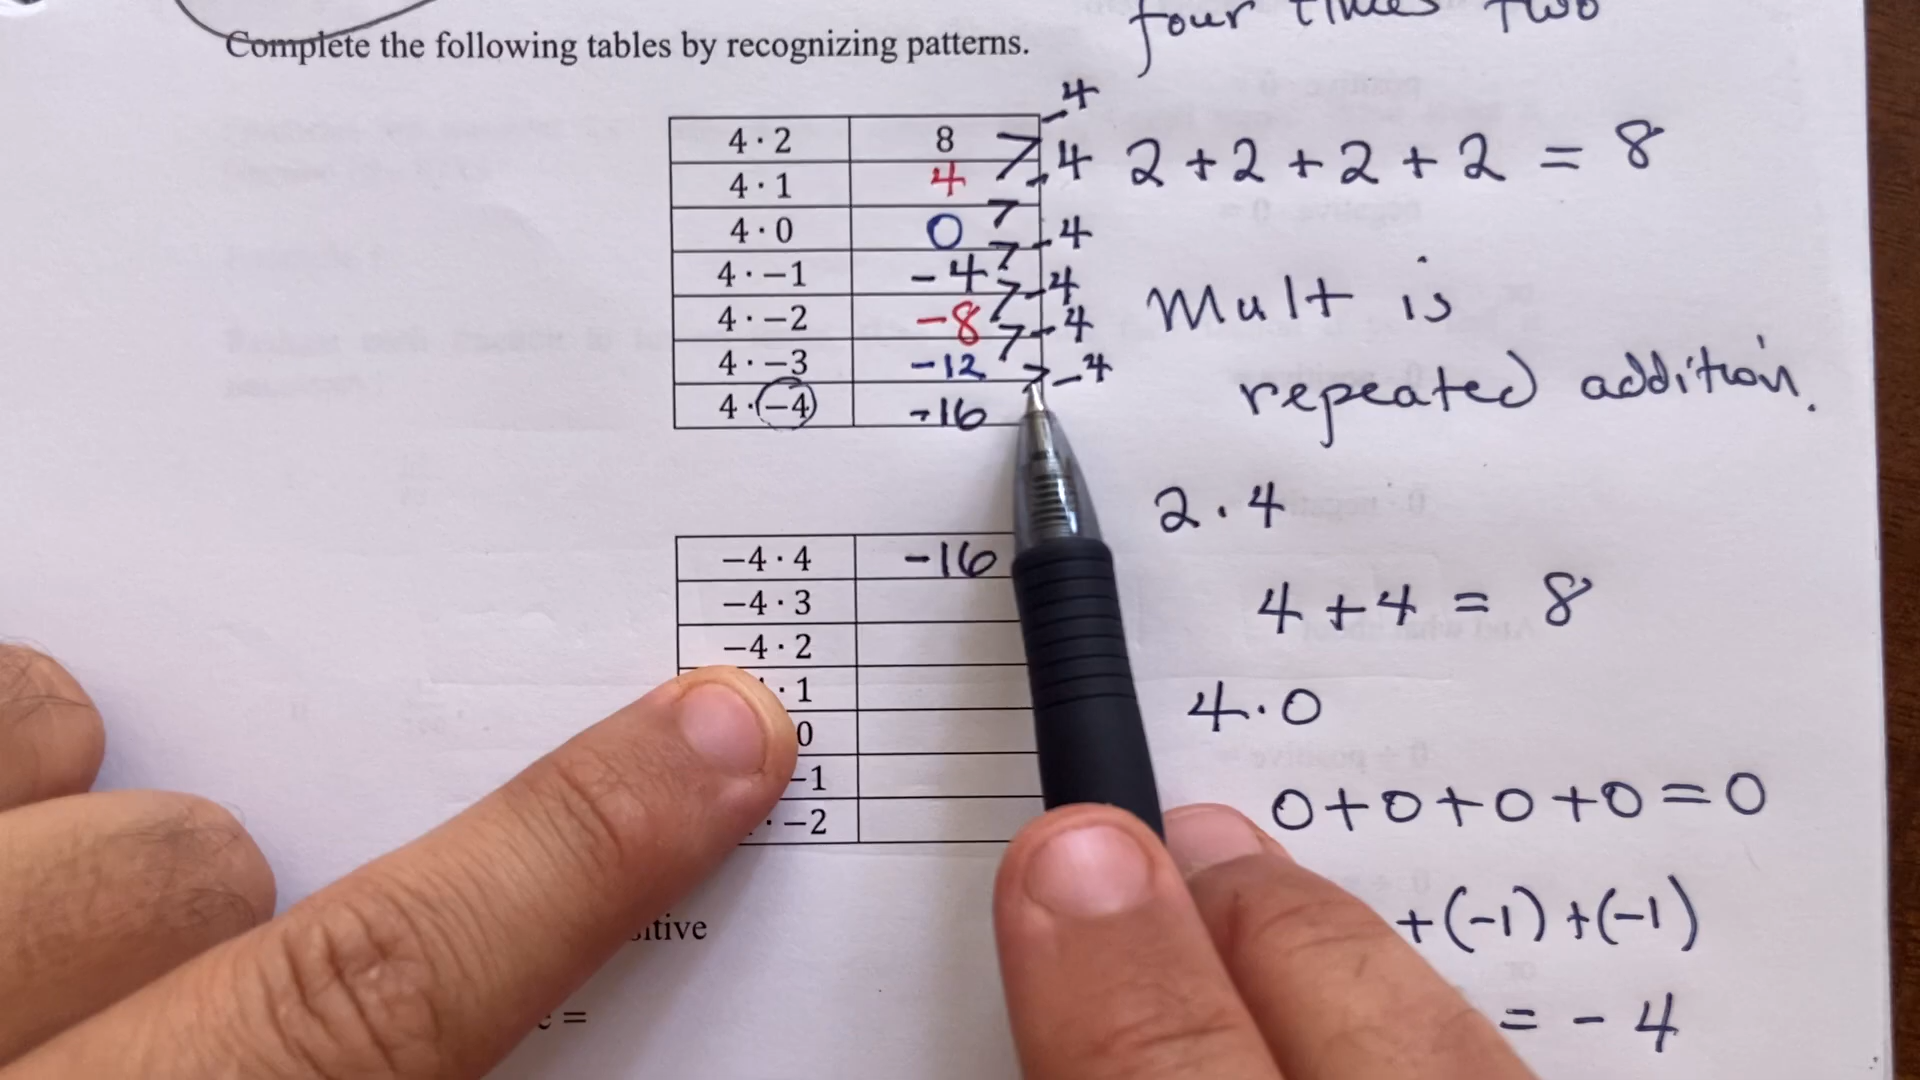 four times two
Complete the following tables by recognizing patterns.
-4
4 · 2 8
-4 2 + 2 + 2 + 2 = 8
4 · 1 4
4 · 0 0 -4
4 · −1 -4 -4
4 · −2 -8 -4
4 · −3 -12 -4
4 · −4 -16
Mult is
repeated addition.
2 · 4
−4 · 4 -16
−4 · 3
4 + 4 = 8
−4 · 2
· 1
4 · 0
0
−1
0 + 0 + 0 + 0 = 0
· −2
+ (-1) + (-1)
= - 4
=